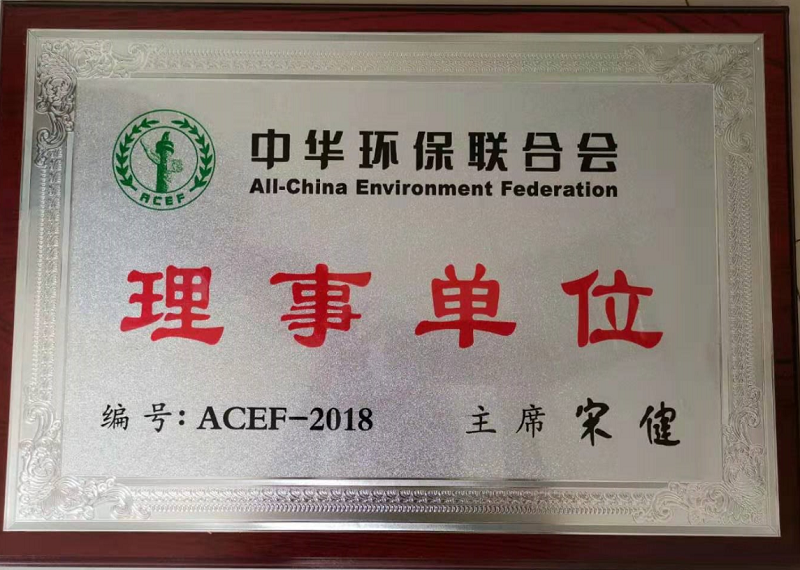 中华环保联合会
ACEF
All-China Environment Federation
理事单位
编号：ACEF-2018
主席 宋健